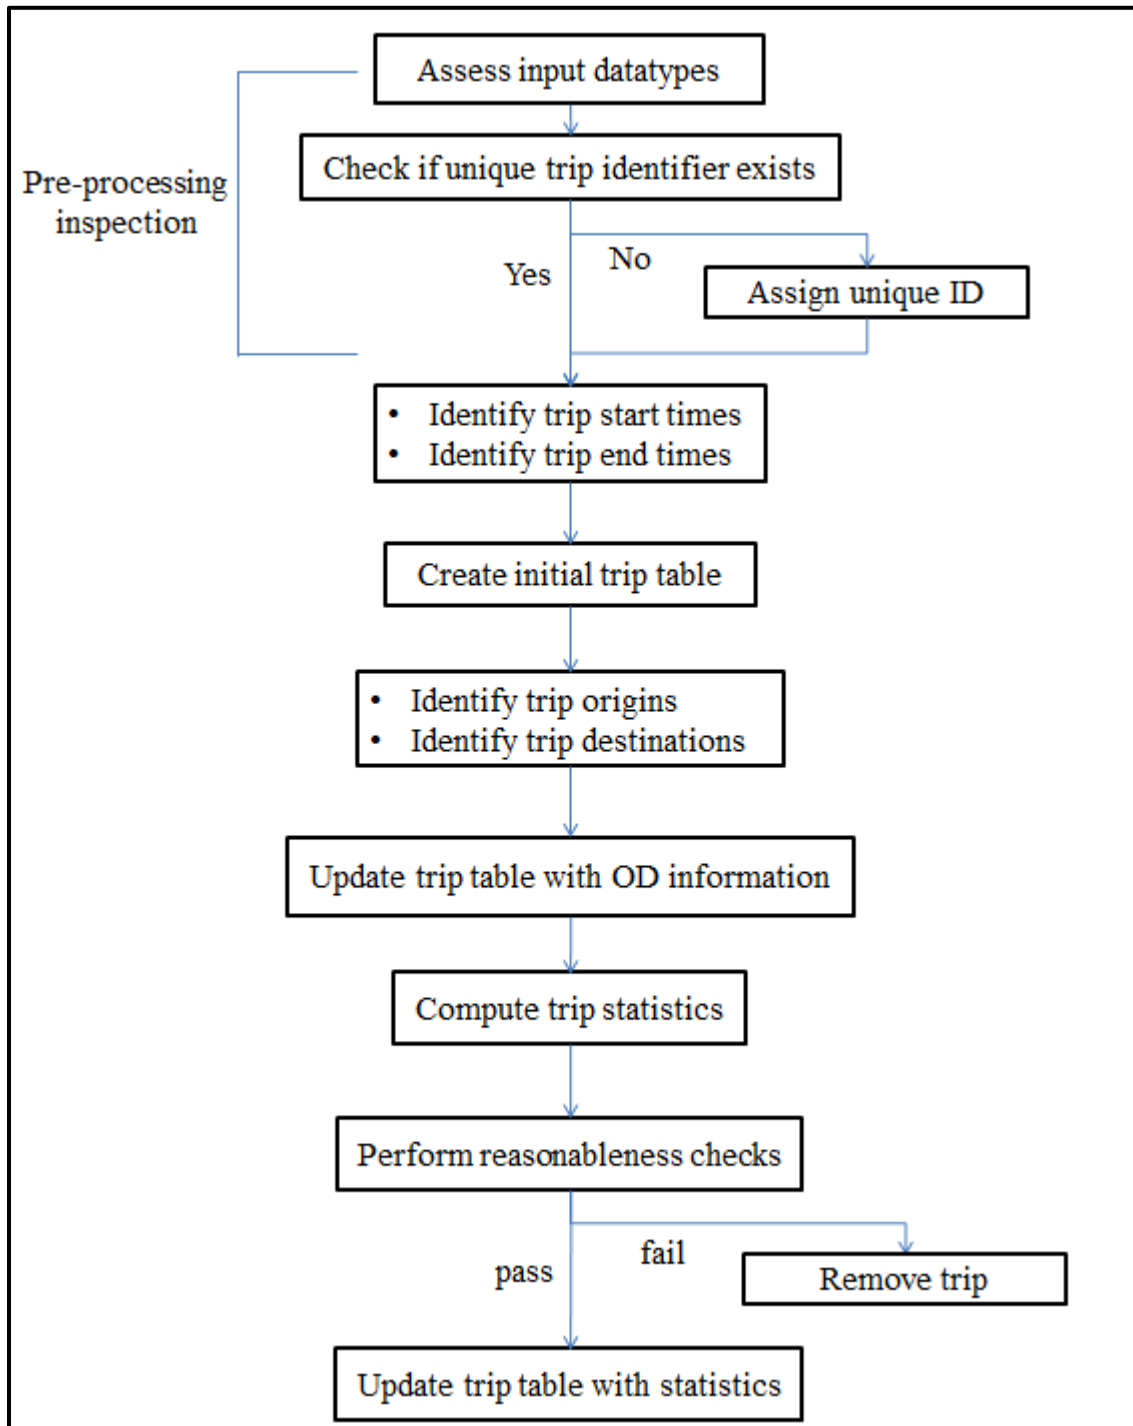 Assess input datatypes
Check if unique trip identifier exists
Pre-processing
inspection
No
Yes
Assign unique ID
• Identify trip start times
• Identify trip end times
Create initial trip table
• Identify trip origins
• Identify trip destinations
Update trip table with OD information
Compute trip statistics
Perform reasonableness checks
fail
pass
Remove trip
Update trip table with statistics